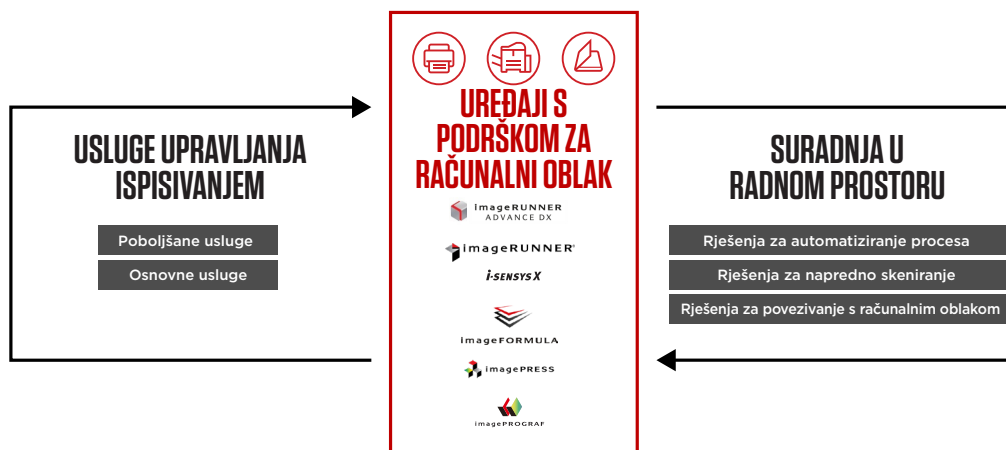 USLUGE UPRAVLJANJA
ISPISIVANJEM
Poboljšane usluge
Osnovne usluge
UREĐAJI S
PODRŠKOM ZA
RAČUNALNI OBLAK
imageRUNNER
ADVANCE DX
imageRUNNER
i-SENSYS X
imageFORMULA
imagePRESS
imagePROGRAF
SURADNJA U
RADNOM PROSTORU
Rješenja za automatiziranje procesa
Rješenja za napredno skeniranje
Rješenja za povezivanje s računalnim oblakom